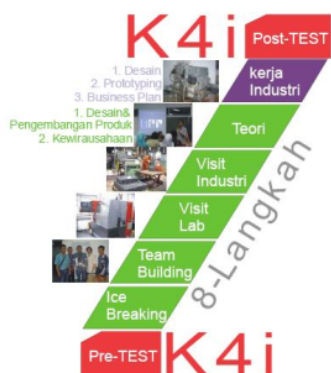 K4i
Post-TEST
1. Desain
2. Prototyping
3. Business Plan
kerja
Industri
1. Desain&
Pengembangan Produk
2. Kewirausahaan
Teori
Visit
Industri
Visit
Lab
Team
Building
Ice
Breaking
8-Langkah
Pre-TEST
K4i